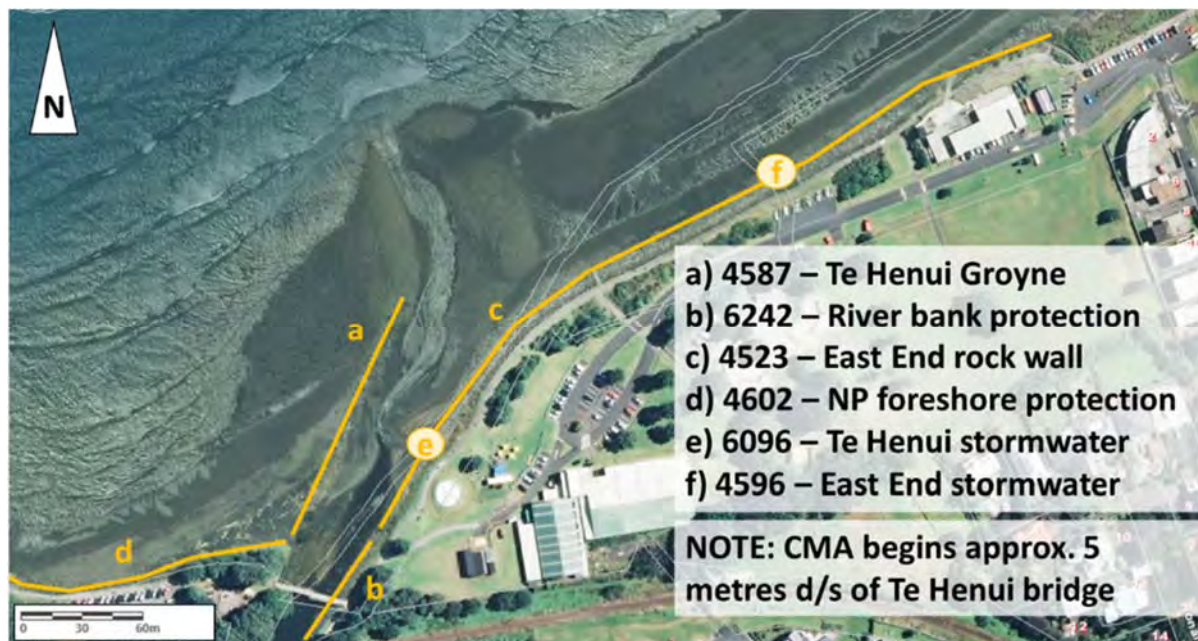 N
a
b
c
d
e
f
a) 4587 – Te Henui Groyne
b) 6242 – River bank protection
c) 4523 – East End rock wall
d) 4602 – NP foreshore protection
e) 6096 – Te Henui stormwater
f) 4596 – East End stormwater
NOTE: CMA begins approx. 5
metres d/s of Te Henui bridge
0 30 60m